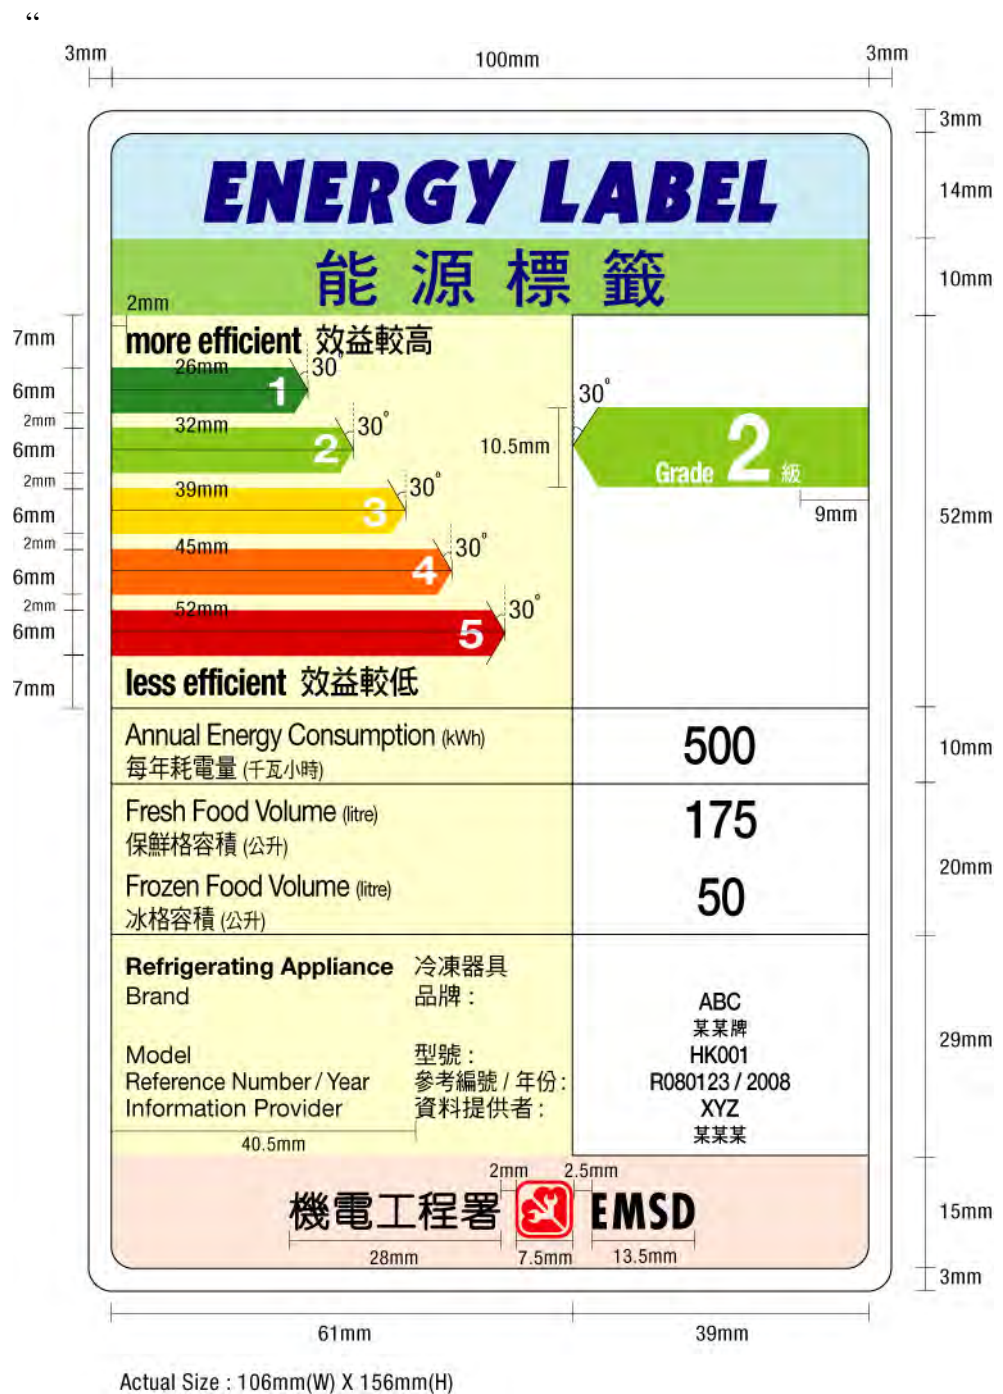 “
3mm
100mm
3mm
3mm
ENERGY LABEL
14mm
能源標籤
10mm
2mm
7mm
more efficient 效益較高
26mm
30°
1
6mm
2mm
32mm
30°
2
6mm
2mm
39mm
30°
3
6mm
2mm
45mm
30°
4
6mm
2mm
52mm
30°
5
6mm
less efficient 效益較低
7mm
30°
10.5mm
Grade 2 級
9mm
52mm
Annual Energy Consumption (kWh)
每年耗電量 (千瓦小時)
500
10mm
Fresh Food Volume (litre)
保鮮格容積 (公升)
175
Frozen Food Volume (litre)
冰格容積 (公升)
50
20mm
Refrigerating Appliance 冷凍器具
Brand 品牌 :
ABC
某某牌
Model 型號 :
HK001
Reference Number / Year 參考編號 / 年份 :
R080123 / 2008
Information Provider 資料提供者 :
XYZ
某某某
29mm
40.5mm
2mm
2.5mm
機電工程署 EMSD
15mm
28mm
7.5mm
13.5mm
3mm
61mm
39mm
Actual Size : 106mm(W) X 156mm(H)